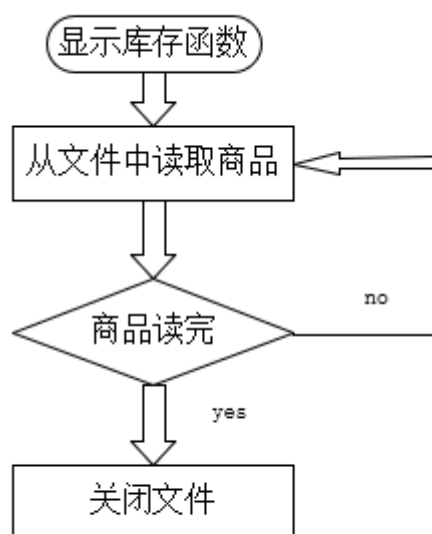 显示库存函数
从文件中读取商品
商品读完
no
yes
关闭文件